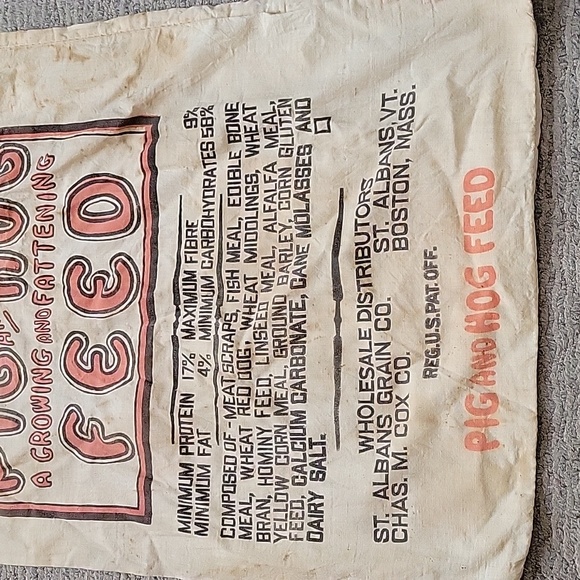 PIG AND HOG
A GROWING AND FATTENING
FEED
MINIMUM PROTEIN 17% MAXIMUM FIBRE 9%
MINIMUM FAT 4% MINIMUM CARBOHYDRATES 58%
COMPOSED OF - MEAT SCRAPS, FISH MEAL, EDIBLE BONE
MEAL, WHEAT RED DOG, WHEAT MIDDLINGS, WHEAT
BRAN, HOMINY FEED, LINSEED MEAL, ALFALFA MEAL,
YELLOW CORN MEAL, GROUND BARLEY, CORN GLUTEN
FEED, CALCIUM CARBONATE, CANE MOLASSES AND
DAIRY SALT.
WHOLESALE DISTRIBUTORS
ST. ALBANS GRAIN CO. ST. ALBANS, VT.
CHAS. M. COX CO. BOSTON, MASS.
REG.U.S.PAT.OFF.
PIG AND HOG FEED